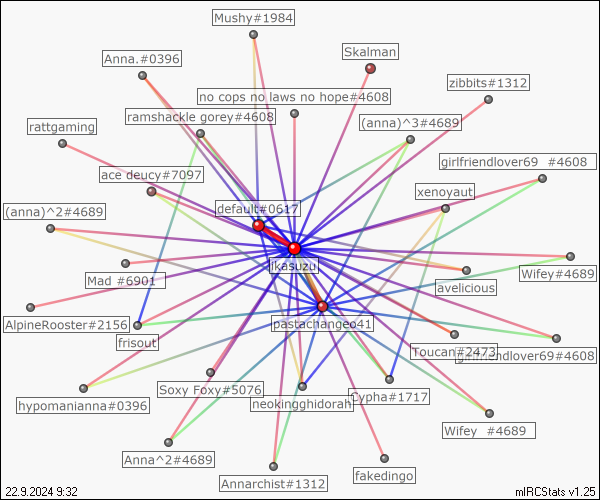 Mushy#1984
Skalman
Anna.#0396
zibbits#1312
no cops no laws no hope#4608
ramshackle gorey#4608
(anna)^3#4689
rattgaming
girlfriendlover69 #4608
ace deucy#7097
xenoyaut
default#0617
(anna)^2#4689
Ikasuzu
Wifey#4689
Mad #6901
avelicious
AlpineRooster#2156
pastachangeo41
frisout
Toucan#2473
girlfriendlover69#4608
Soxy Foxy#5076
Cypha#1717
hypomanianna#0396
neokingghidorah
Wifey #4689
Anna^2#4689
fakedingo
Annarchist#1312
22.9.2024 9:32
mIRCStats v1.25